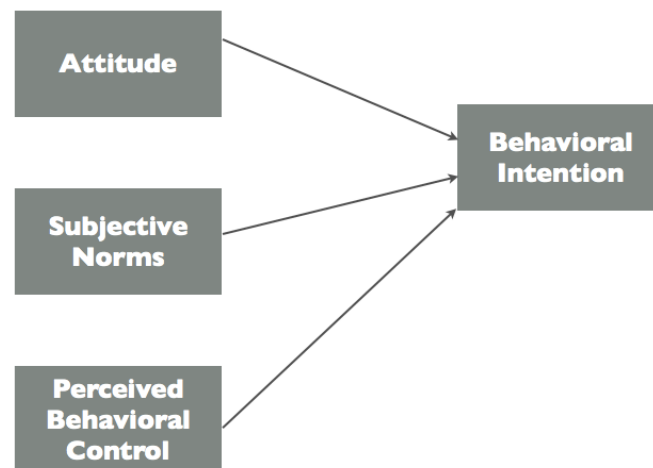 Attitude
Subjective
Norms
Perceived
Behavioral
Control
Behavioral
Intention